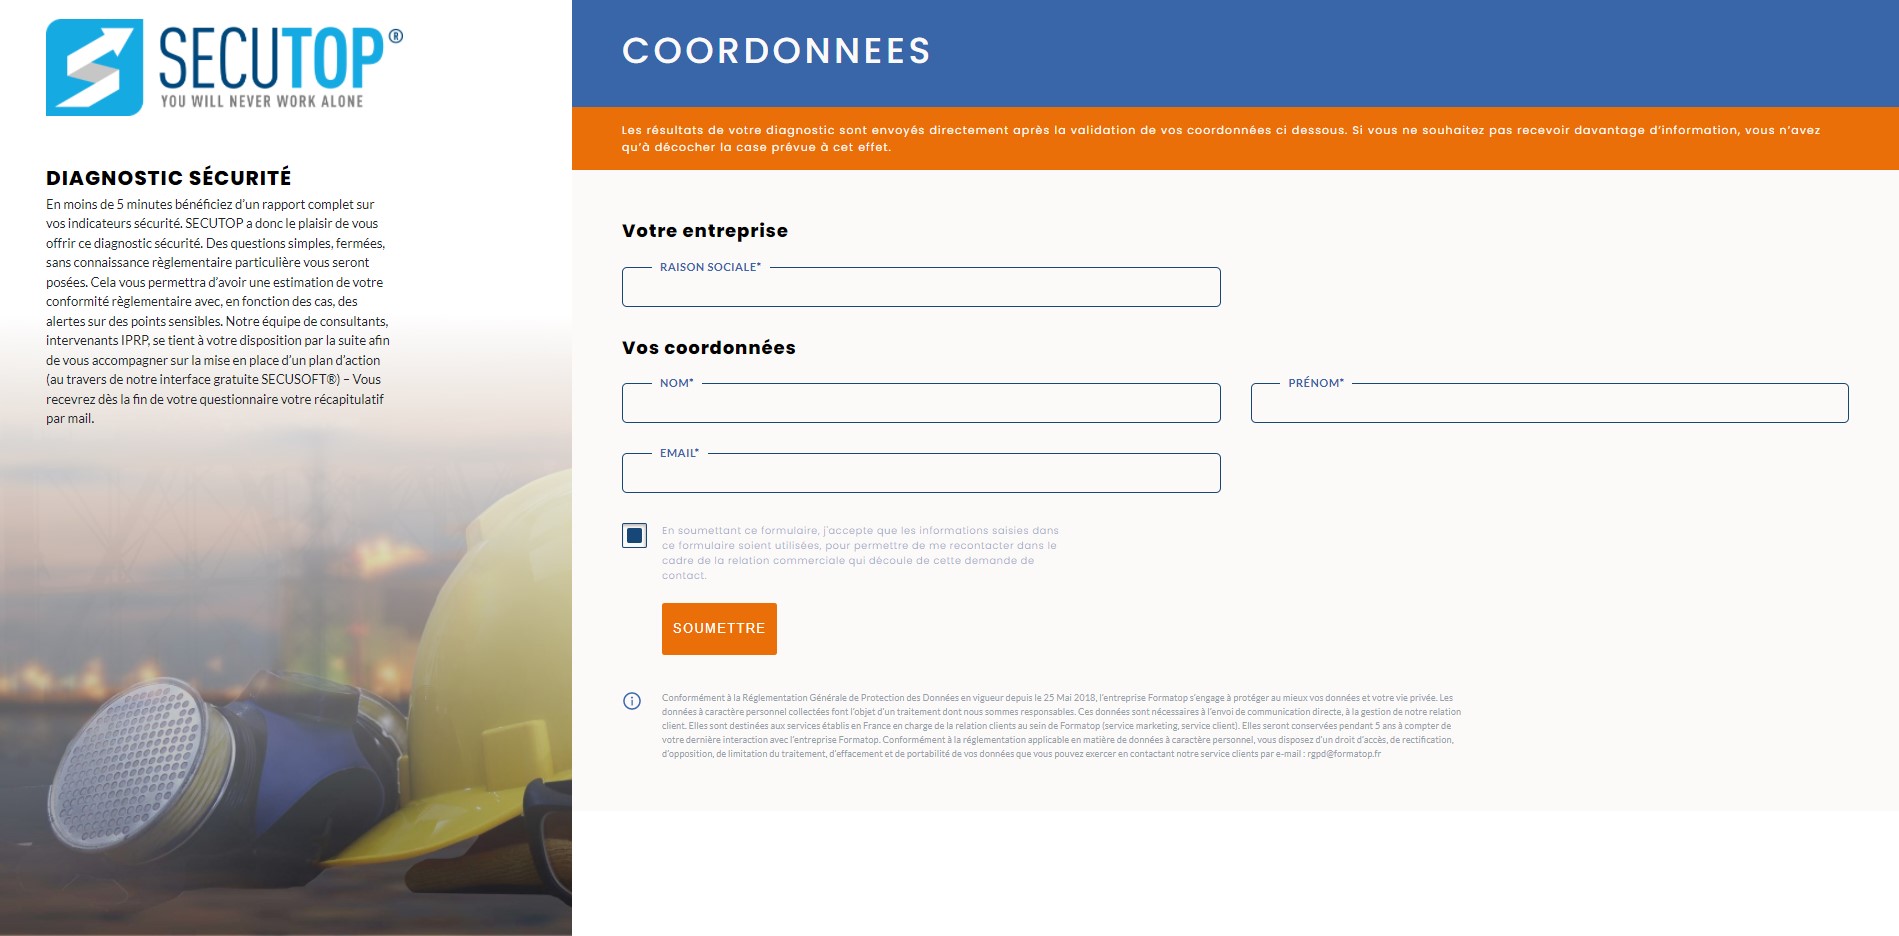 SECUTOP®
YOU WILL NEVER WORK ALONE
DIAGNOSTIC SÉCURITÉ
En moins de 5 minutes bénéficiez d’un rapport complet sur
vos indicateurs sécurité. SECUTOP a donc le plaisir de vous
offrir ce diagnostic sécurité. Des questions simples, fermées,
sans connaissance règlementaire particulière vous seront
posées. Cela vous permettra d’avoir une estimation de votre
conformité règlementaire avec, en fonction des cas, des
alertes sur des points sensibles. Notre équipe de consultants,
intervenants IPRP, se tient à votre disposition par la suite afin
de vous accompagner sur la mise en place d’un plan d’action
(au travers de notre interface gratuite SECUSOFT®) – Vous
recevrez dès la fin de votre questionnaire votre récapitulatif
par mail.
COORDONNEES
Les résultats de votre diagnostic sont envoyés directement après la validation de vos coordonnées ci dessous. Si vous ne souhaitez pas recevoir davantage d’information, vous n’avez
qu’à décocher la case prévue à cet effet.
Votre entreprise
RAISON SOCIALE*
Vos coordonnées
NOM*
PRÉNOM*
EMAIL*
En soumettant ce formulaire, j'accepte que les informations saisies dans
ce formulaire soient utilisées, pour permettre de me recontacter dans le
cadre de la relation commerciale qui découle de cette demande de
contact.
SOUMETTRE
Conformément à la Réglementation Générale de Protection des Données en vigueur depuis le 25 Mai 2018, l’entreprise Formatop s’engage à protéger au mieux vos données et votre vie privée. Les
données à caractère personnel collectées font l’objet d’un traitement dont nous sommes responsables. Ces données sont nécessaires à l’envoi de communication directe, à la gestion de notre relation
client. Elles sont destinées aux services établis en France en charge de la relation clients au sein de Formatop (service marketing, service client). Elles seront conservées pendant 5 ans à compter de
votre dernière interaction avec l’entreprise Formatop. Conformément à la réglementation applicable en matière de données à caractère personnel, vous disposez d’un droit d’accès, de rectification,
d’opposition, de limitation du traitement, d’effacement et de portabilité de vos données que vous pouvez exercer en contactant notre service clients par e-mail : rgpd@formatop.fr